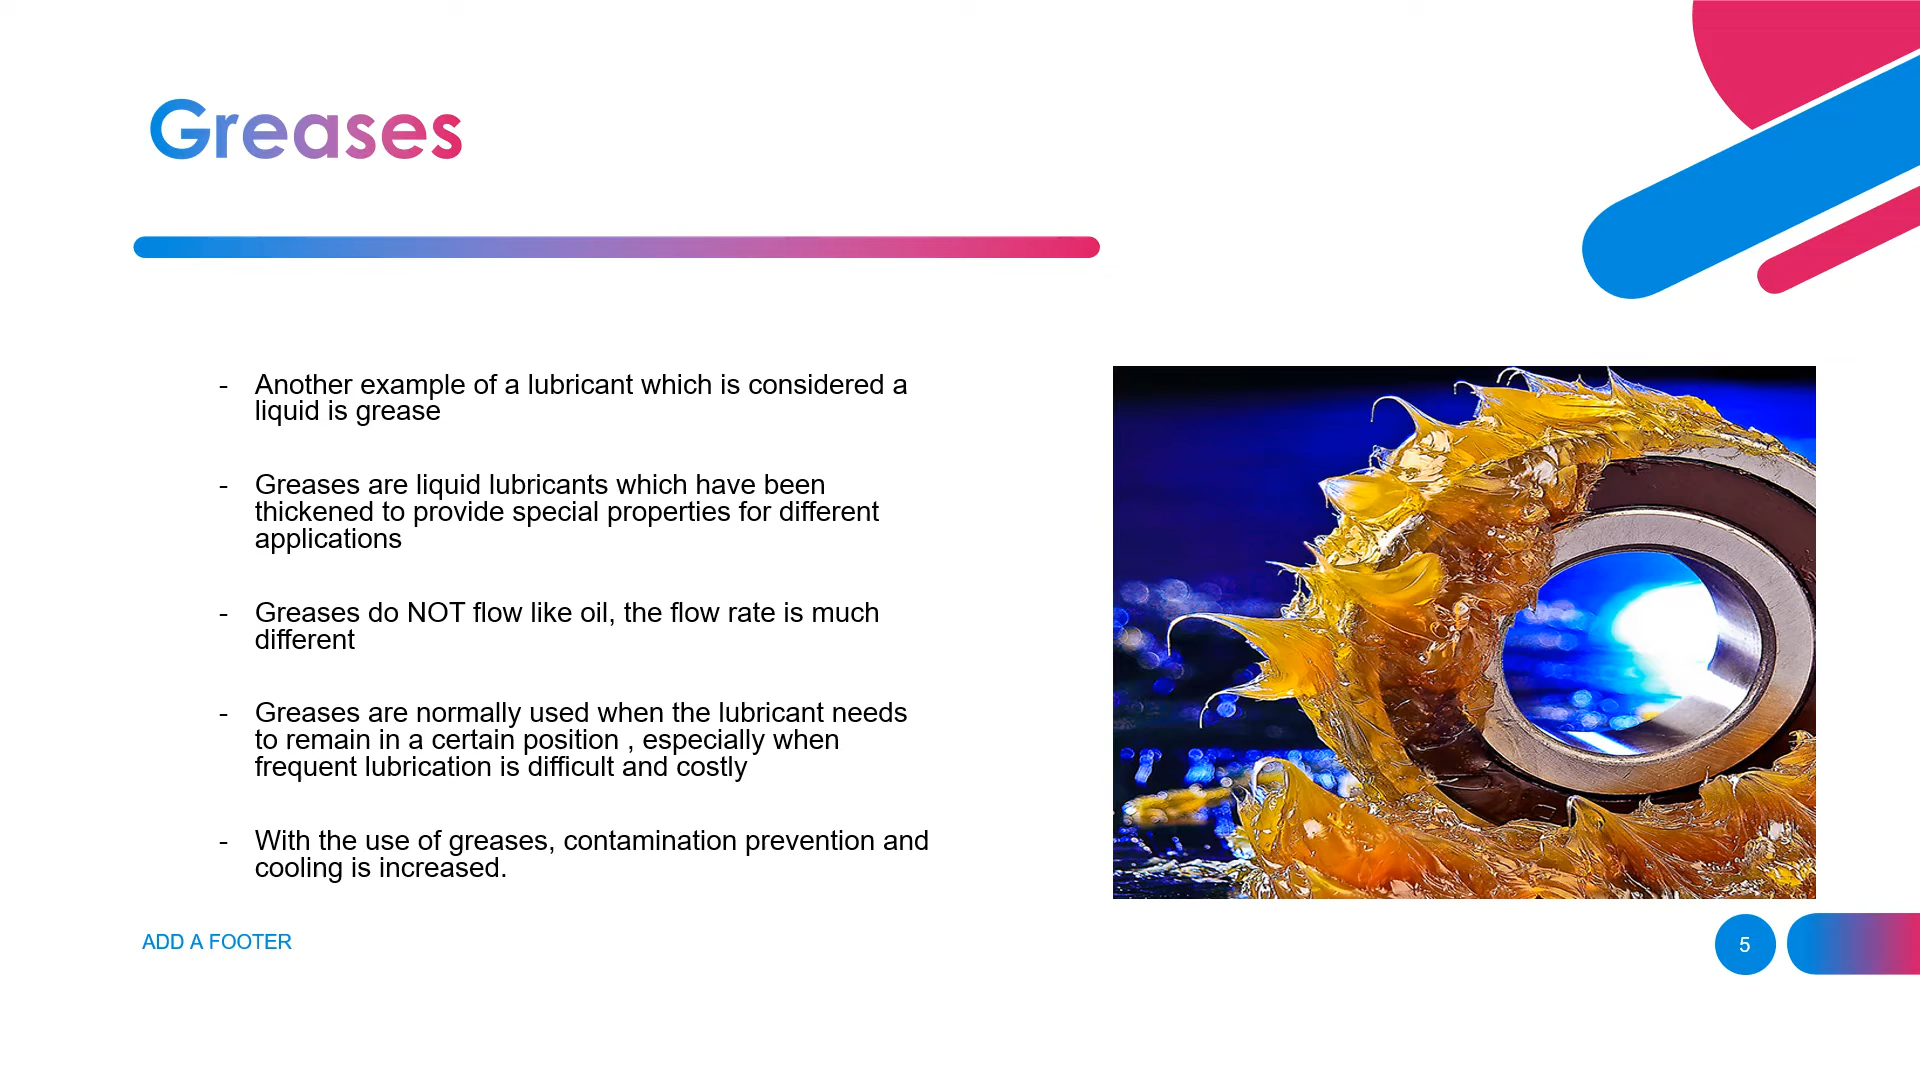 Greases
- Another example of a lubricant which is considered a
liquid is grease
- Greases are liquid lubricants which have been
thickened to provide special properties for different
applications
- Greases do NOT flow like oil, the flow rate is much
different
- Greases are normally used when the lubricant needs
to remain in a certain position , especially when
frequent lubrication is difficult and costly
- With the use of greases, contamination prevention and
cooling is increased.
ADD A FOOTER
5